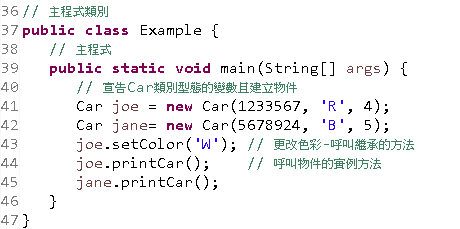 36 // 主程式類別
37 public class Example {
38    // 主程式
39    public static void main(String[] args) {
40       // 宣告Car類別型態的變數且建立物件
41       Car joe = new Car(1233567, 'R', 4);
42       Car jane= new Car(5678924, 'B', 5);
43       joe.setColor('W'); // 更改色彩-呼叫繼承的方法
44       joe.printCar();    // 呼叫物件的實例方法
45       jane.printCar();
46    }
47 }